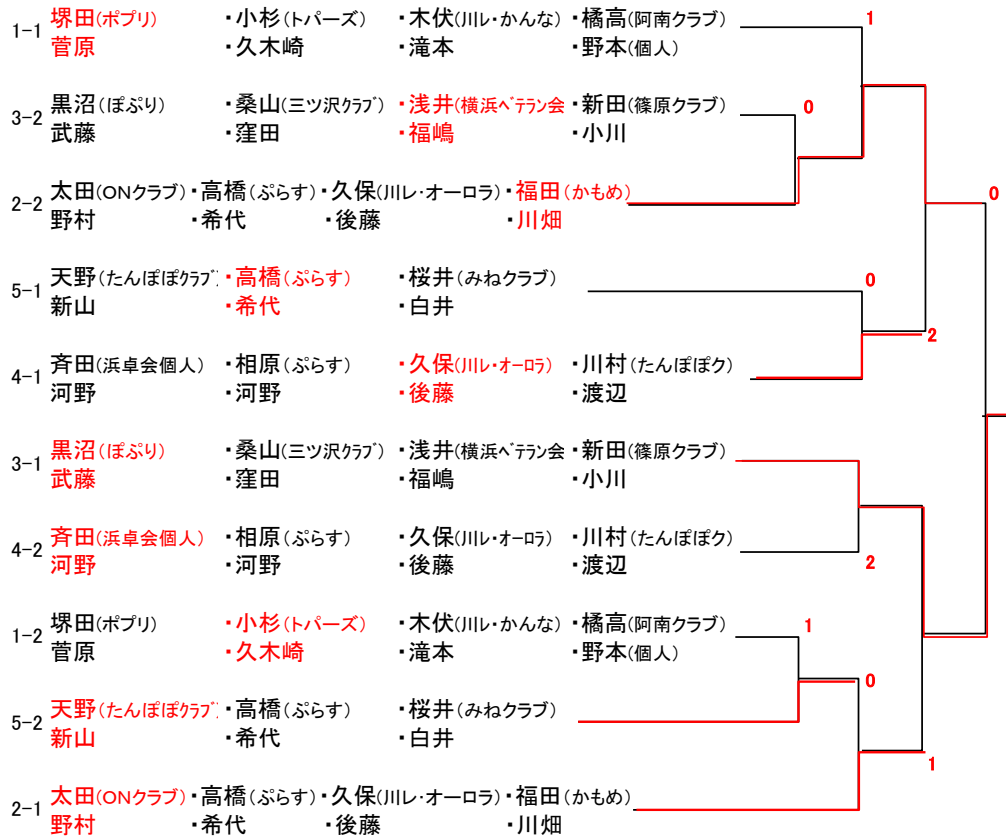 1-1 堺田(ポプリ) ・小杉(トパーズ) ・木伏(川レ・かんな) ・橘高(阿南クラブ) 1
菅原 ・久木崎 ・滝本 ・野本(個人)
3-2 黒沼(ぽぷり) ・桑山(三ツ沢クラブ) ・浅井(横浜ベテラン会 ・新田(篠原クラブ) 0
武藤 ・窪田 ・福嶋 ・小川
2-2 太田(ONクラブ) ・高橋(ぷらす) ・久保(川レ・オーロラ) ・福田(かもめ) 0
野村 ・希代 ・後藤 ・川畑
5-1 天野(たんぽぽクラブ) ・高橋(ぷらす) ・桜井(みねクラブ) 0
新山 ・希代 ・白井
2
4-1 斉田(浜卓会個人) ・相原(ぷらす) ・久保(川レ・オーロラ) ・川村(たんぽぽク)
河野 ・河野 ・後藤 ・渡辺
3-1 黒沼(ぽぷり) ・桑山(三ツ沢クラブ) ・浅井(横浜ベテラン会 ・新田(篠原クラブ)
武藤 ・窪田 ・福嶋 ・小川
4-2 斉田(浜卓会個人) ・相原(ぷらす) ・久保(川レ・オーロラ) ・川村(たんぽぽク)
河野 ・河野 ・後藤 ・渡辺 2
1-2 堺田(ポプリ) ・小杉(トパーズ) ・木伏(川レ・かんな) ・橘高(阿南クラブ) 1
菅原 ・久木崎 ・滝本 ・野本(個人)
0
5-2 天野(たんぽぽクラブ) ・高橋(ぷらす) ・桜井(みねクラブ)
新山 ・希代 ・白井
1
2-1 太田(ONクラブ) ・高橋(ぷらす) ・久保(川レ・オーロラ) ・福田(かもめ)
野村 ・希代 ・後藤 ・川畑